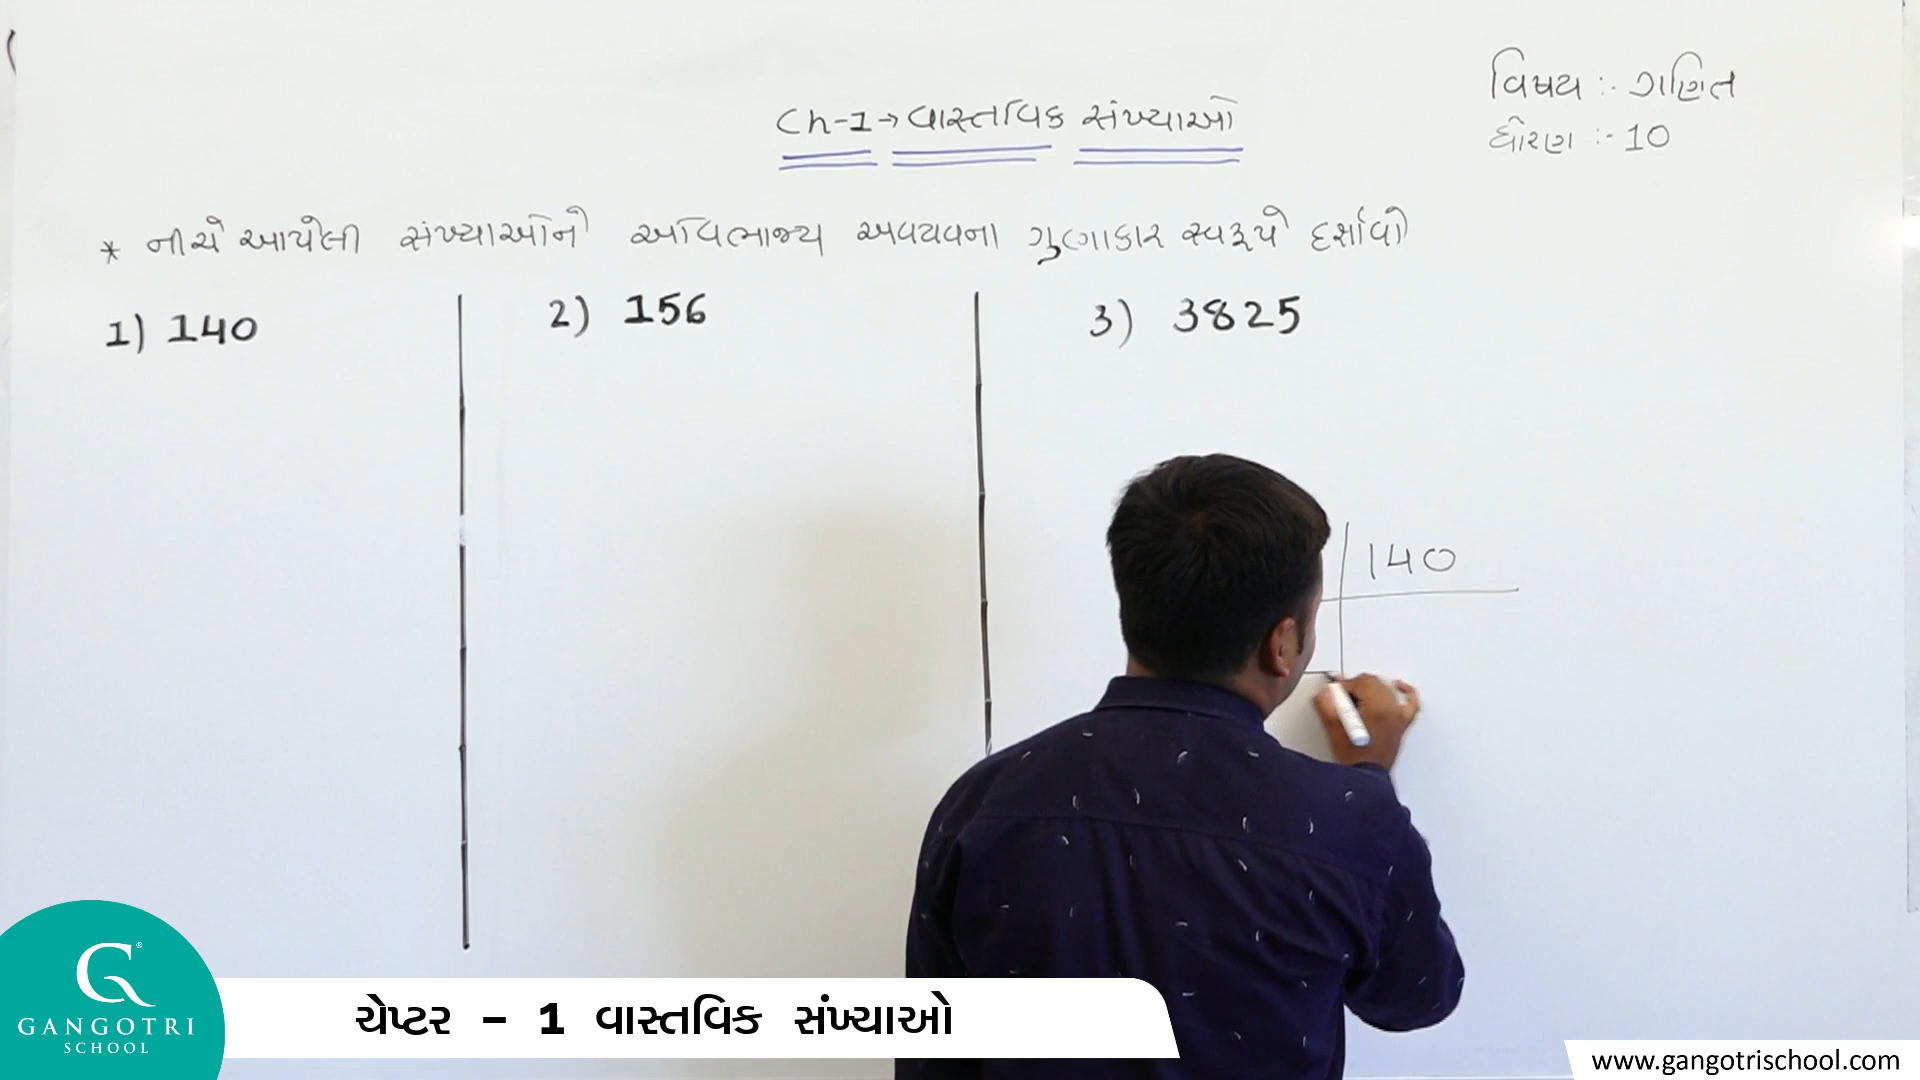 વિષય :- ગણિત
ધોરણ :- 10
Ch-1 → વાસ્તવિક સંખ્યાઓ
* નીચે આપેલી સંખ્યાઓને અવિભાજ્ય અવયવના ગુણાકાર સ્વરૂપે દર્શાવો
1) 140
2) 156
3) 3825
140
G®
GANGOTRI
SCHOOL
ચેપ્ટર - 1 વાસ્તવિક સંખ્યાઓ
www.gangotrischool.com